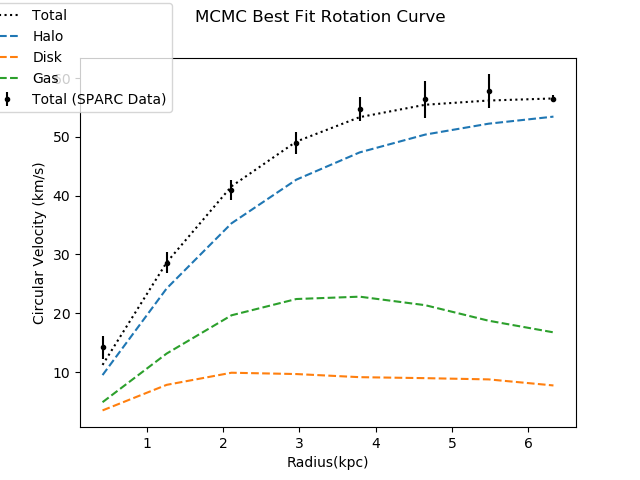 MCMC Best Fit Rotation Curve
Total
Halo
Disk
Gas
Total (SPARC Data)
60
50
40
30
20
10
Circular Velocity (km/s)
1 2 3 4 5 6
Radius(kpc)